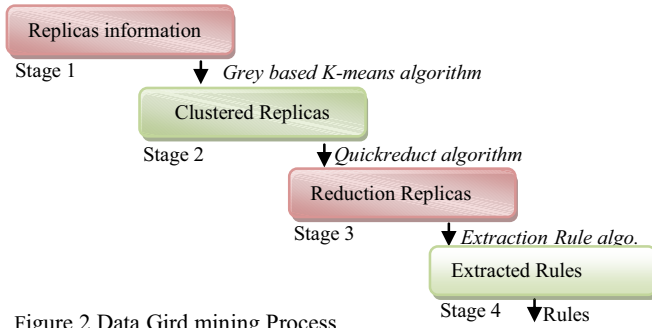 Replicas information
Stage 1
Grey based K-means algorithm
Clustered Replicas
Stage 2
Quickreduct algorithm
Reduction Replicas
Stage 3
Extraction Rule algo.
Extracted Rules
Stage 4
Rules
Figure 2 Data Gird mining Process